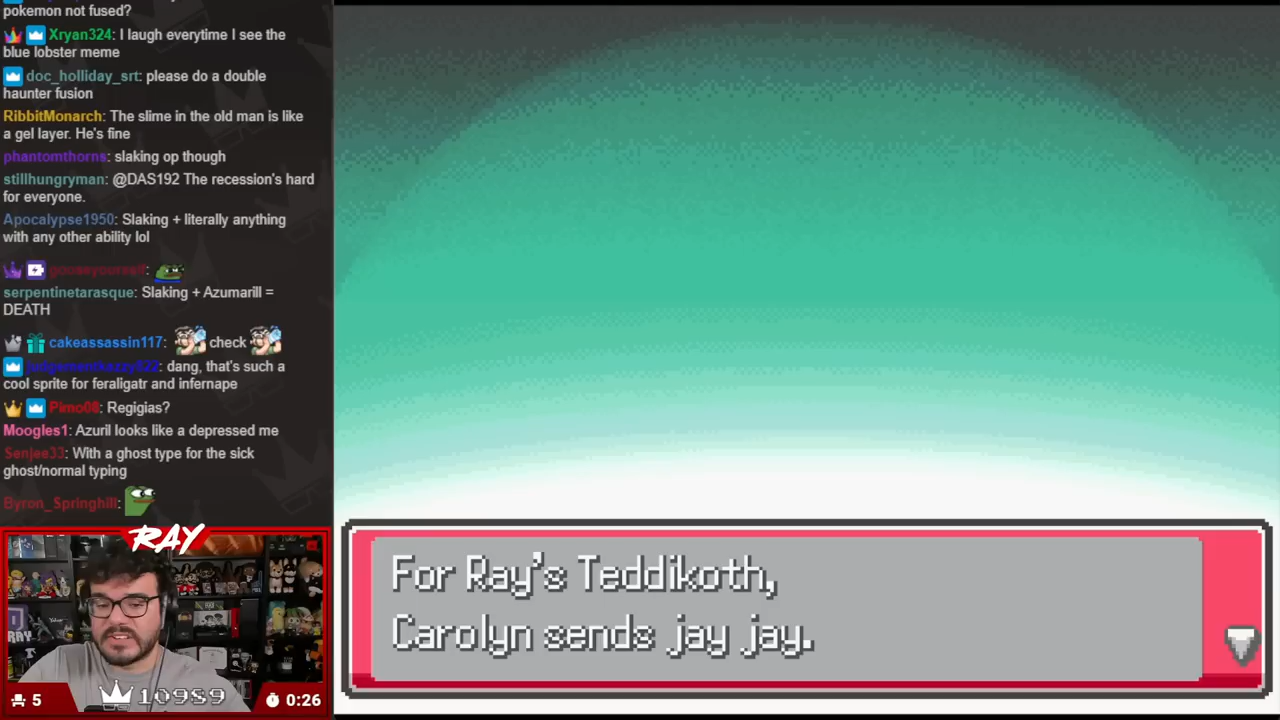 pokemon not fused?
Xryan324: I laugh everytime I see the
blue lobster meme
doc_holliday_srt: please do a double
haunter fusion
RibbitMonarch: The slime in the old man is like
a gel layer. He's fine
phantomthorns: slaking op though
stillhungryman: @DAS192 The recession's hard
for everyone.
Apocalypse1950: Slaking + literally anything
with any other ability lol
serpentinetarasque: Slaking + Azumarill =
DEATH
cakeassassin117: check
dang, that's such a
cool sprite for feraligatr and infernape
Pimo08: Regigias?
Moogles1: Azuril looks like a depressed me
Senjee33: With a ghost type for the sick
ghost/normal typing
Byron_Springhill:
RAY
5
10989
0:26
For Ray's Teddikoth,
Carolyn sends jay jay.